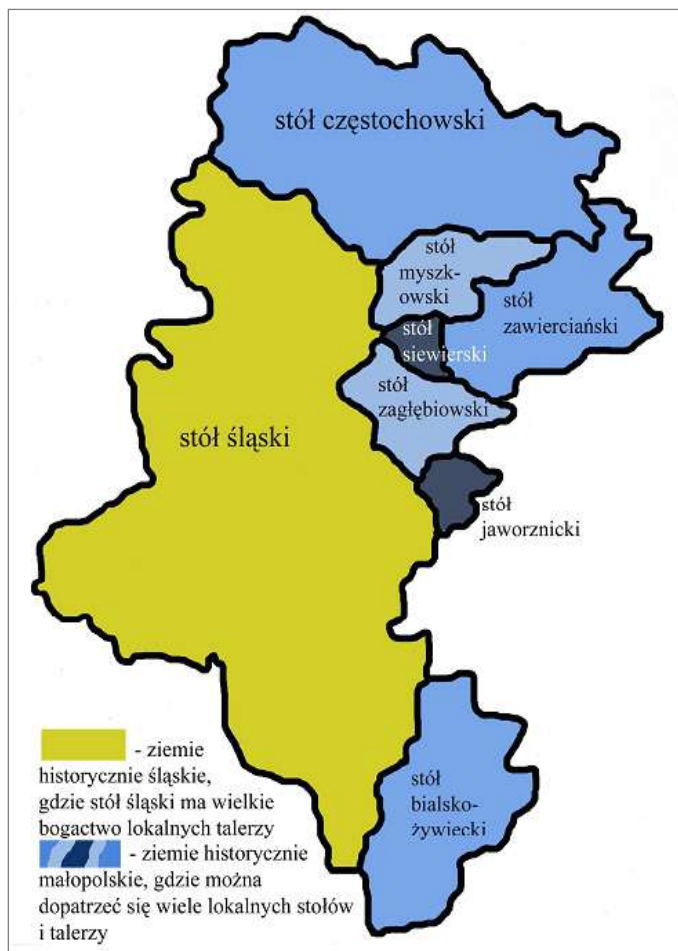 stół częstochowski
stół
myszk-
owski
stół
zawierciański
stół
siewierski
stół
zagłębiowski
stół śląski
stół
jaworznicki
stół
bialsko-
żywiecki
- ziemie
historycznie śląskie,
gdzie stół śląski ma wielkie
bogactwo lokalnych talerzy
- ziemie historycznie
małopolskie, gdzie można
dopatrzeć się wiele lokalnych stołów
i talerzy